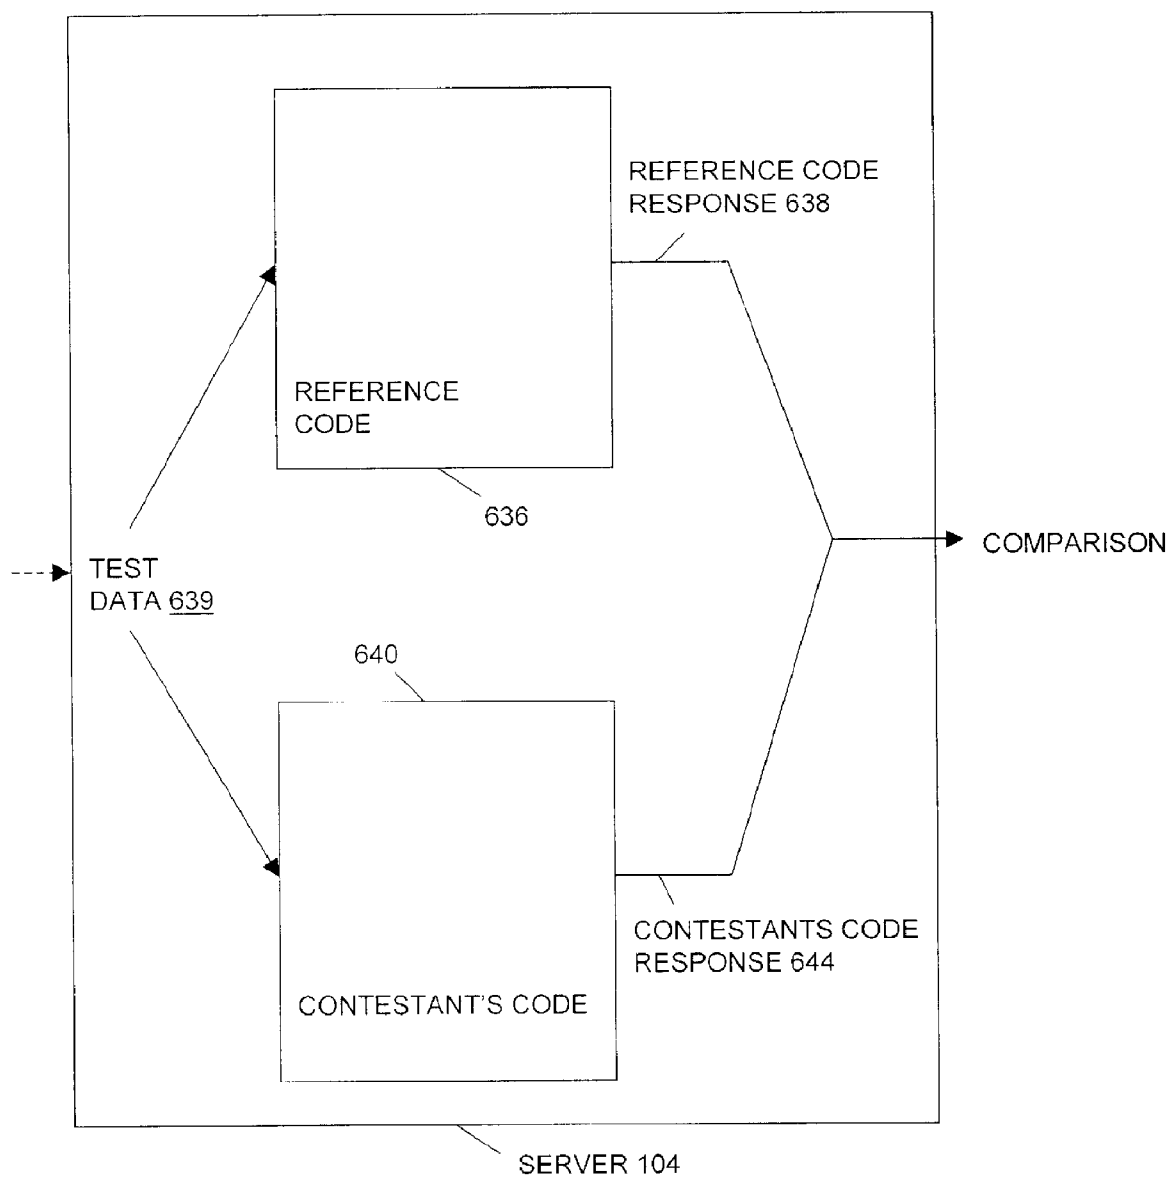 REFERENCE CODE
RESPONSE 638
REFERENCE
CODE
636
TEST
DATA 639
COMPARISON
640
CONTESTANTS CODE
RESPONSE 644
CONTESTANT'S CODE
SERVER 104